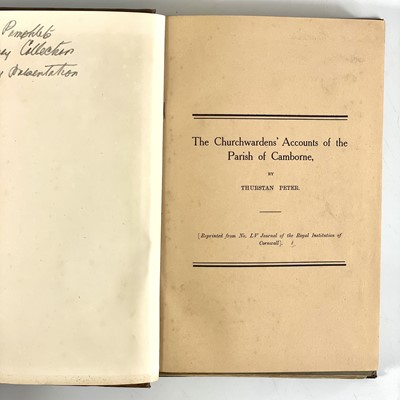 Pamphlets
Collection
Presentation
The Churchwardens' Accounts of the
Parish of Camborne,
BY
THURSTAN PETER.
[Reprinted from No. LV Journal of the Royal Institution of
Cornwall].